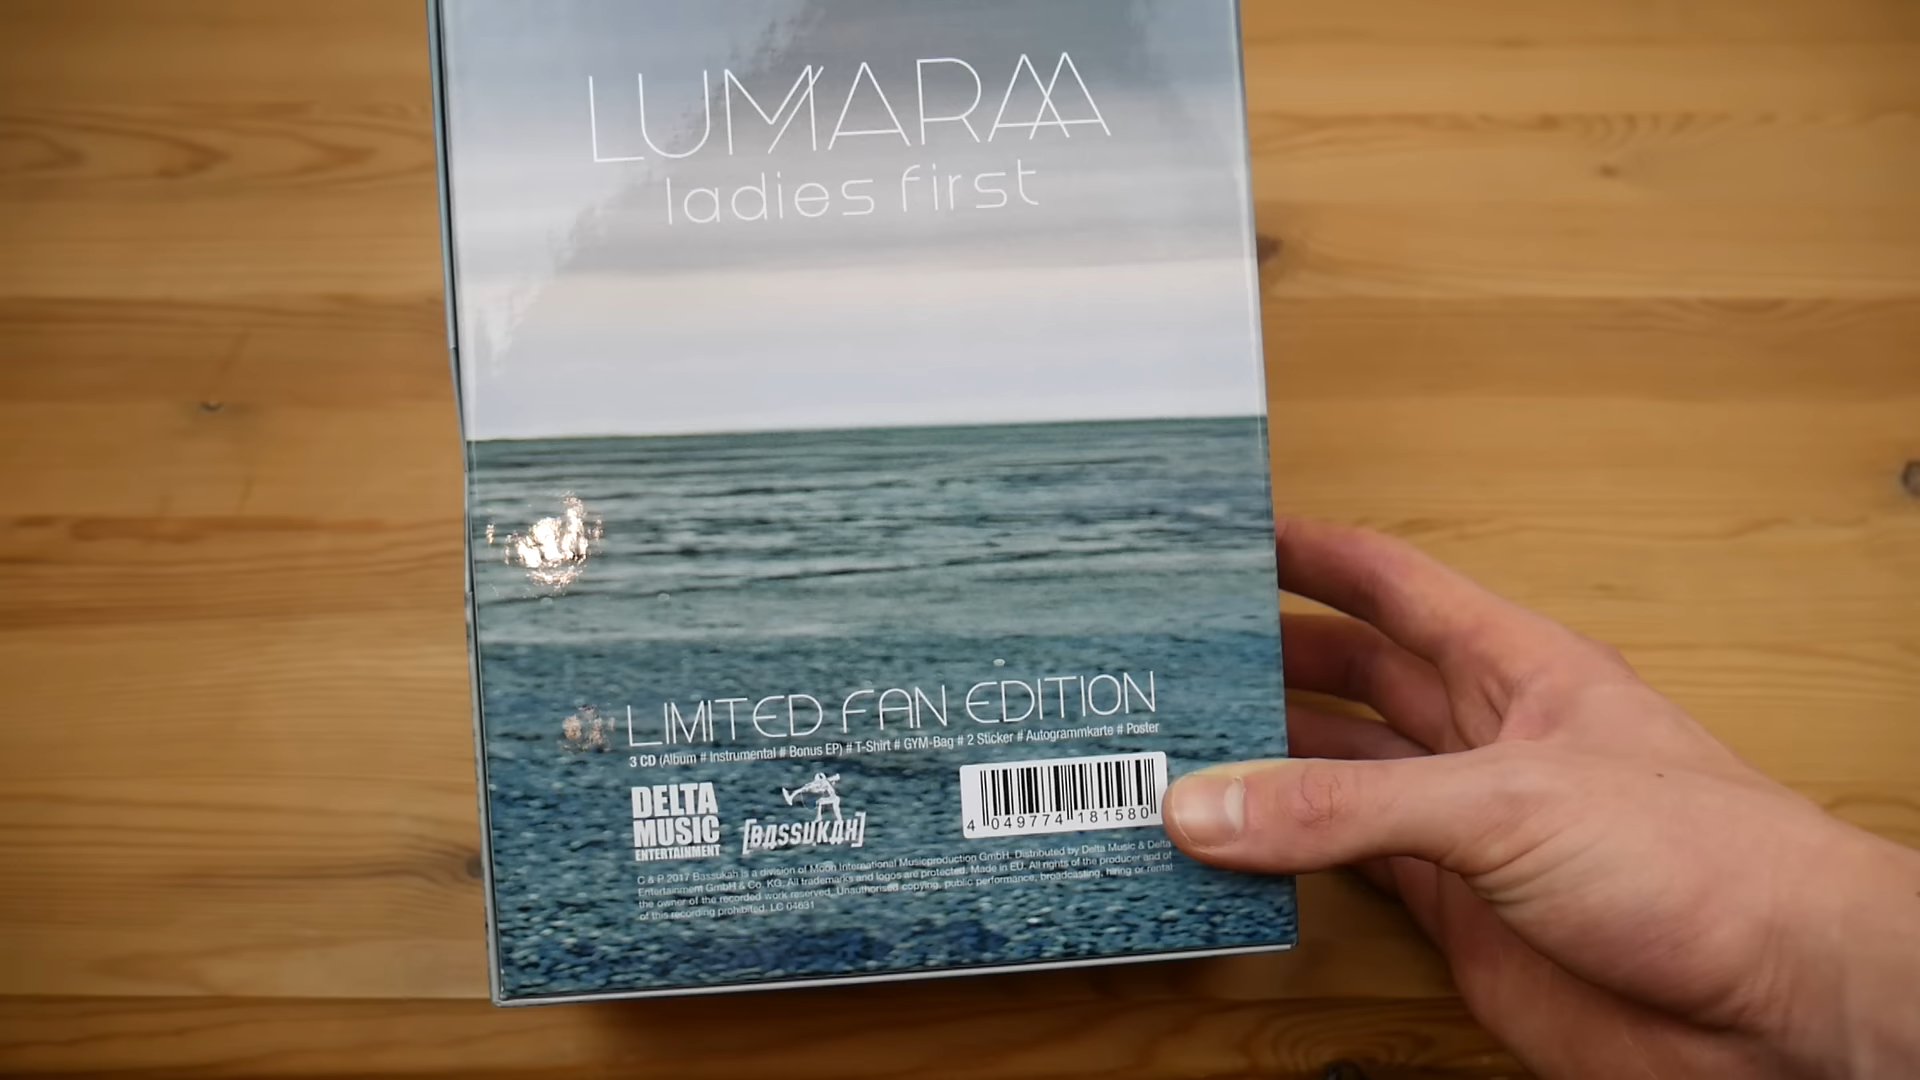 LUMARAA
ladies first
LIMITED FAN EDITION
3 CD (Album # Instrumental # Bonus EP) # T-Shirt # GYM-Bag # 2 Sticker # Autogrammkarte # Poster
DELTA
MUSIC
ENTERTAINMENT
[BASSUKAH]
4 049774 181580
C & P 2017 Bassukah is a division of Moon International Musicproduction GmbH. Distributed by Delta Music & Delta
Entertainment GmbH & Co. KG. All trademarks and logos are protected. Made in EU. All rights of the producer and of
the owner of the recorded work reserved. Unauthorised copying, public performance, broadcasting, hiring or rental
of this recording prohibited. LC 04631